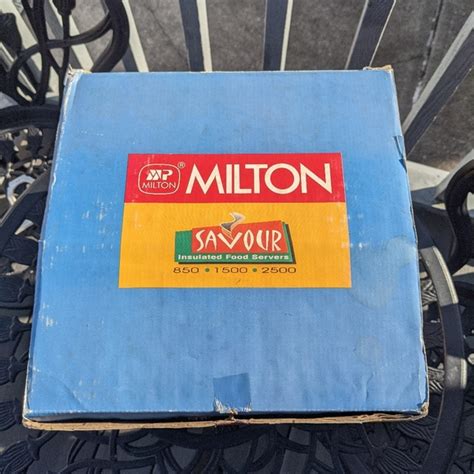 MP
MILTON
® MILTON
SAVOUR
Insulated Food Servers
850 • 1500 • 2500